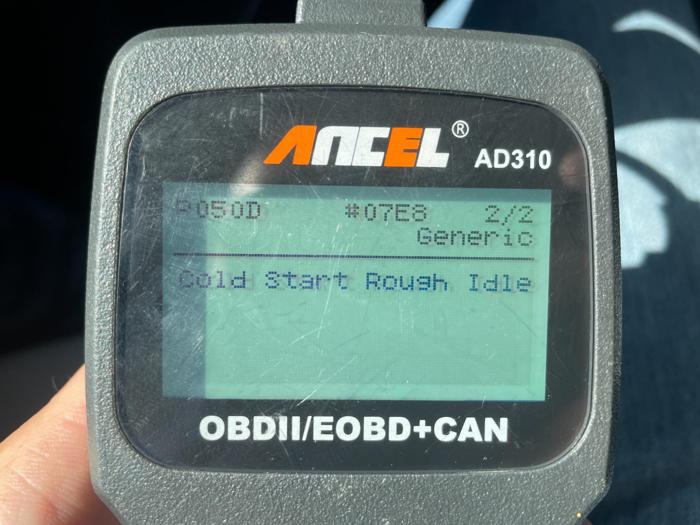 ANCEL® AD310
P050D #07E8 2/2
Generic
Cold Start Rough Idle
OBDII/EOBD+CAN